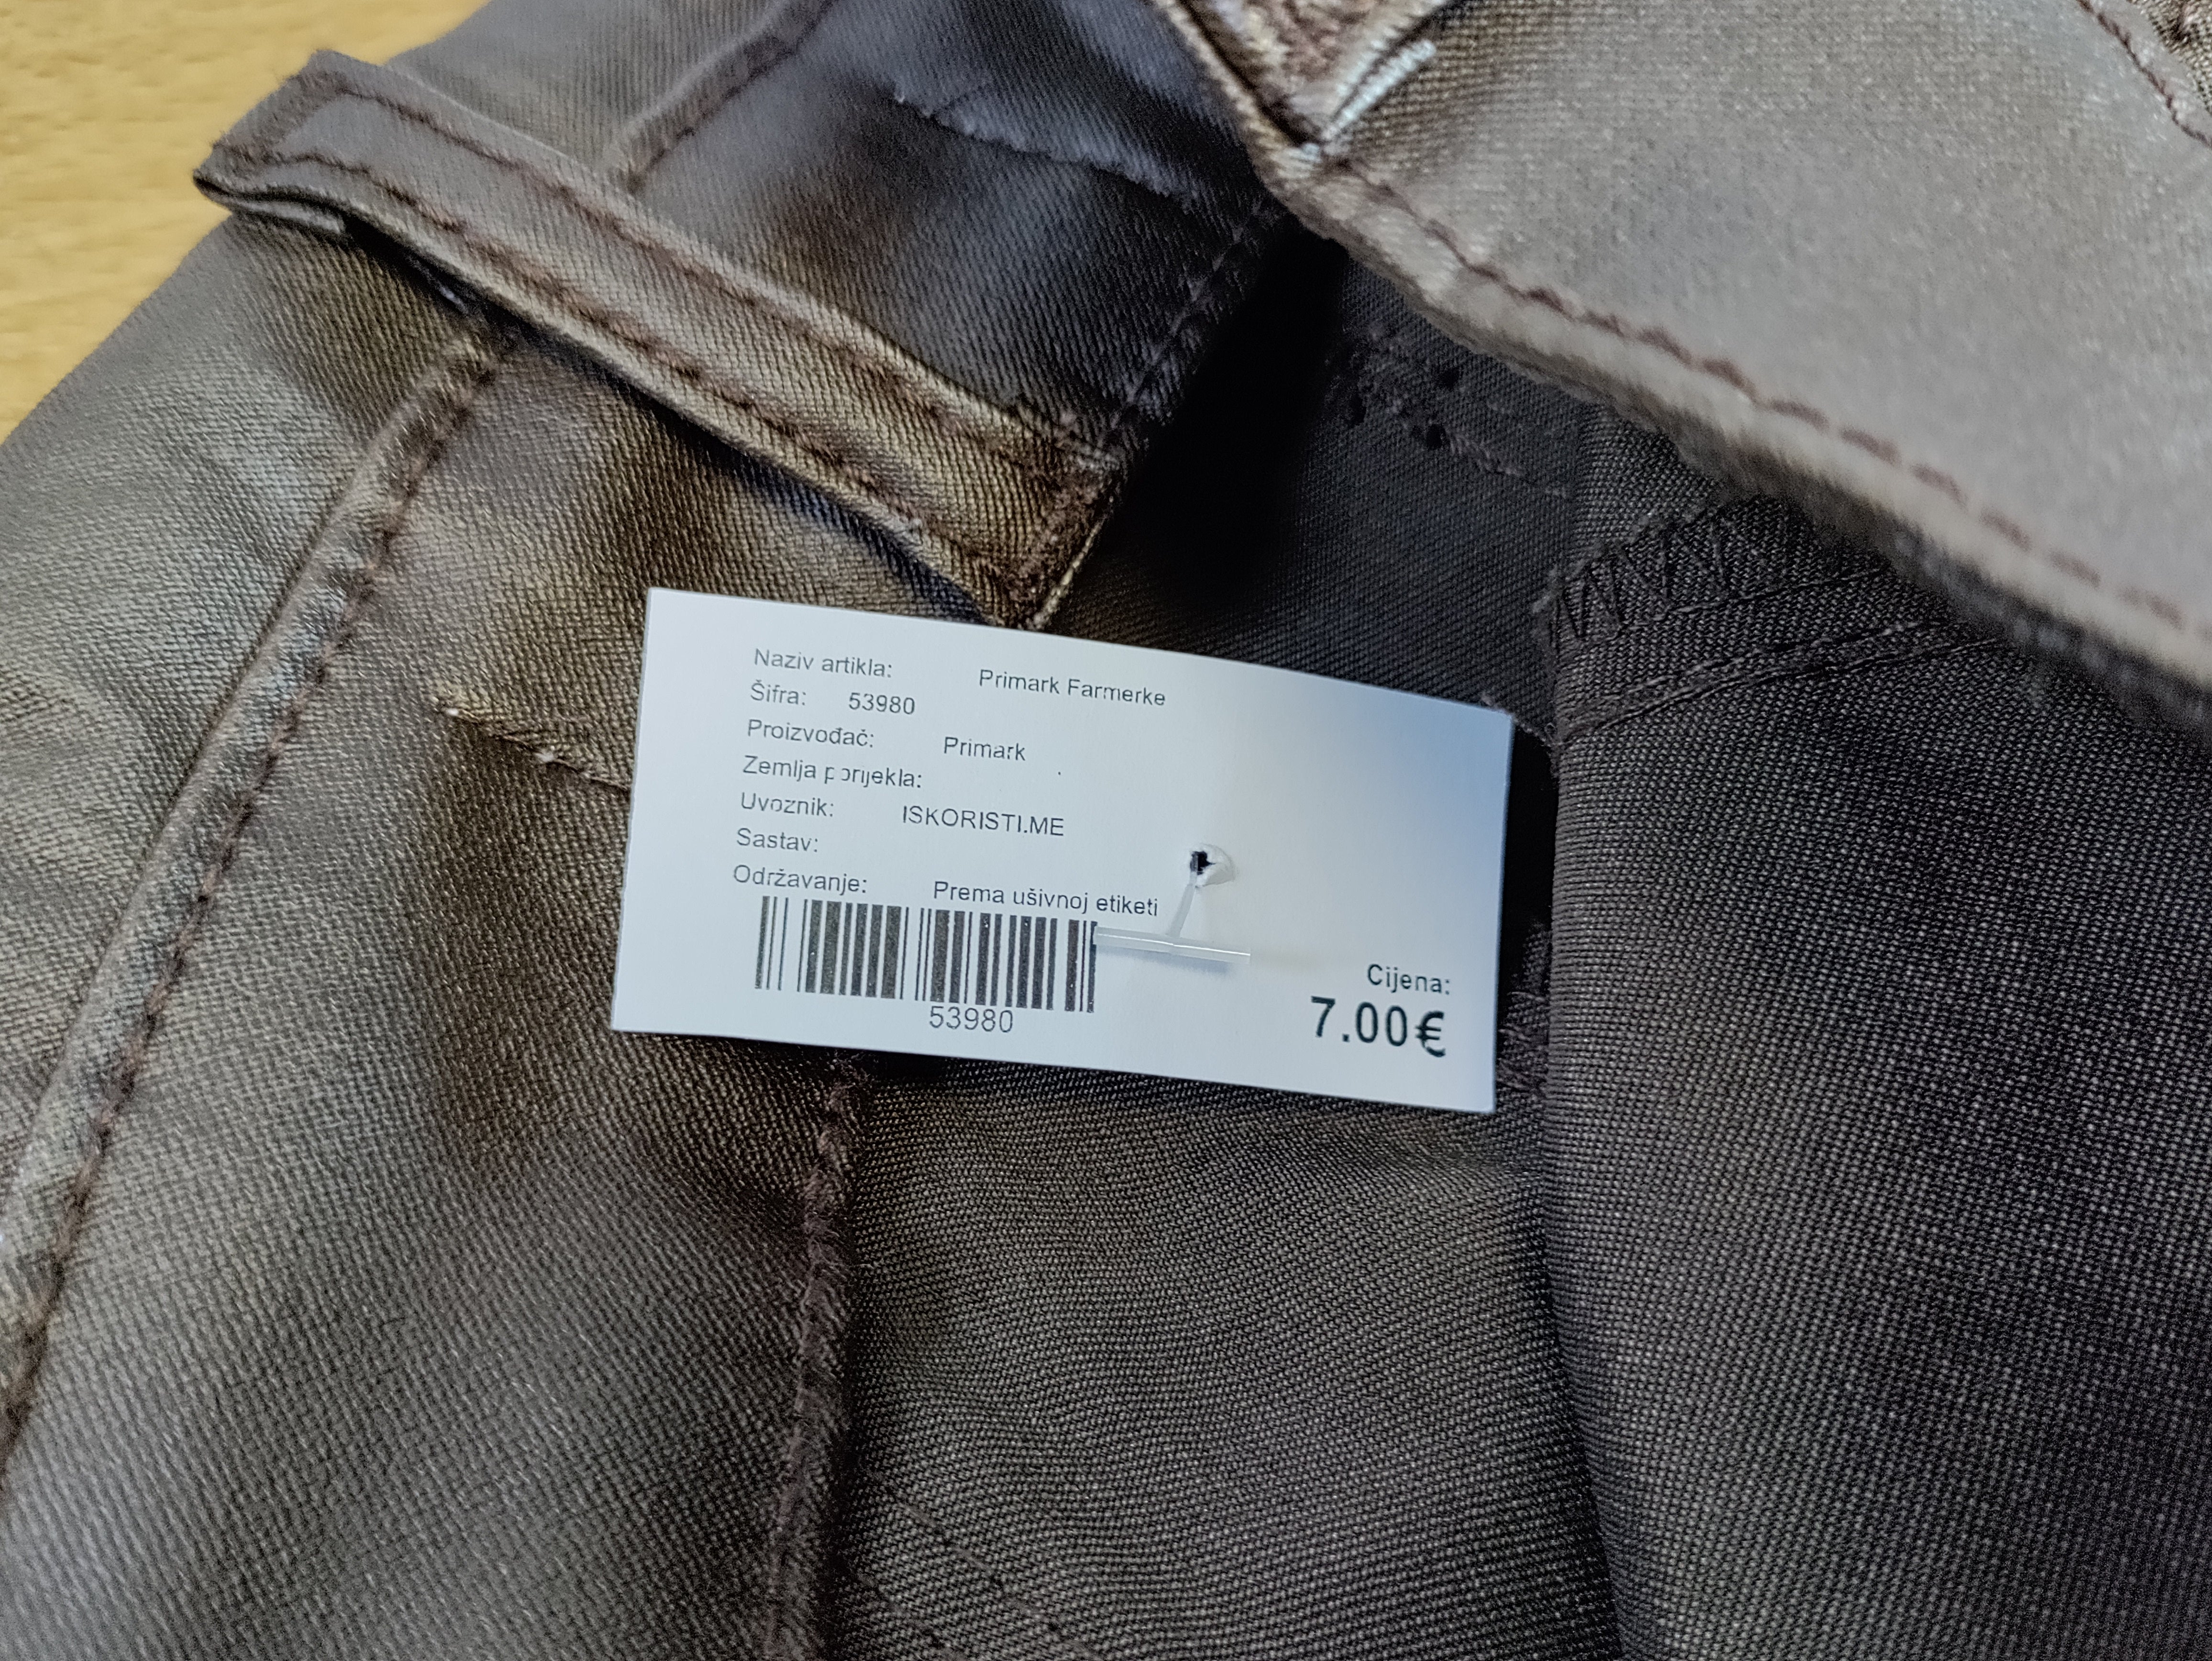 Naziv artikla: Primark Farmerke
Šifra: 53980
Proizvođač: Primark
Zemlja porijekla:
Uvoznik: ISKORISTI.ME
Sastav:
Održavanje: Prema ušivnoj etiketi
53980
Cijena:
7.00€